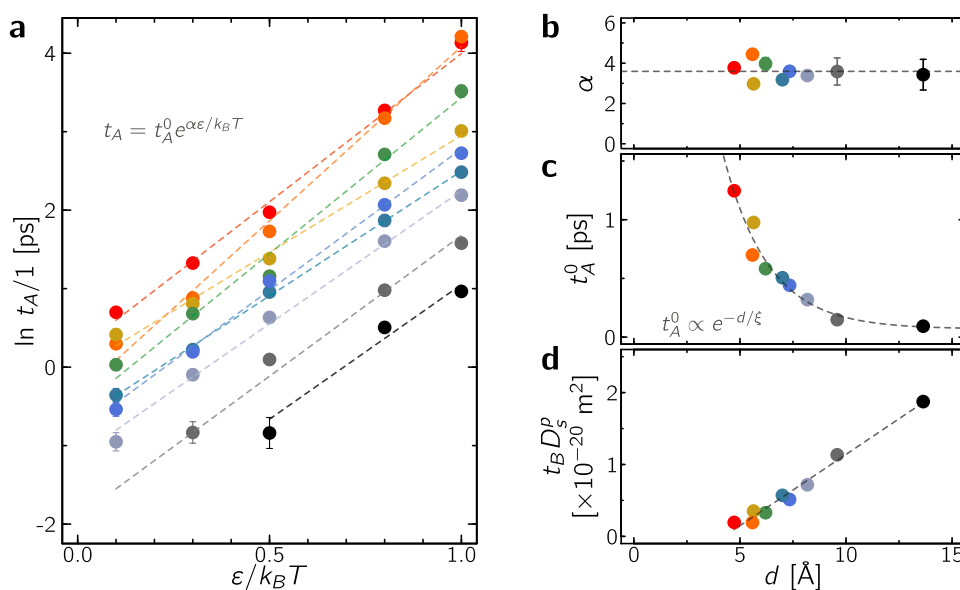 a
t_A = t_A^0 e^{αε/k_BT}
ln t_A/1 [ps]
4
2
0
-2
0.0
0.5
1.0
ε/k_BT
b
α
6
4
2
0
c
t_A^0 [ps]
1
0
t_A^0 ∝ e^{-d/ξ}
d
t_B D_s^p
[×10^{-20} m^2]
2
1
0
0
5
10
15
d [Å]